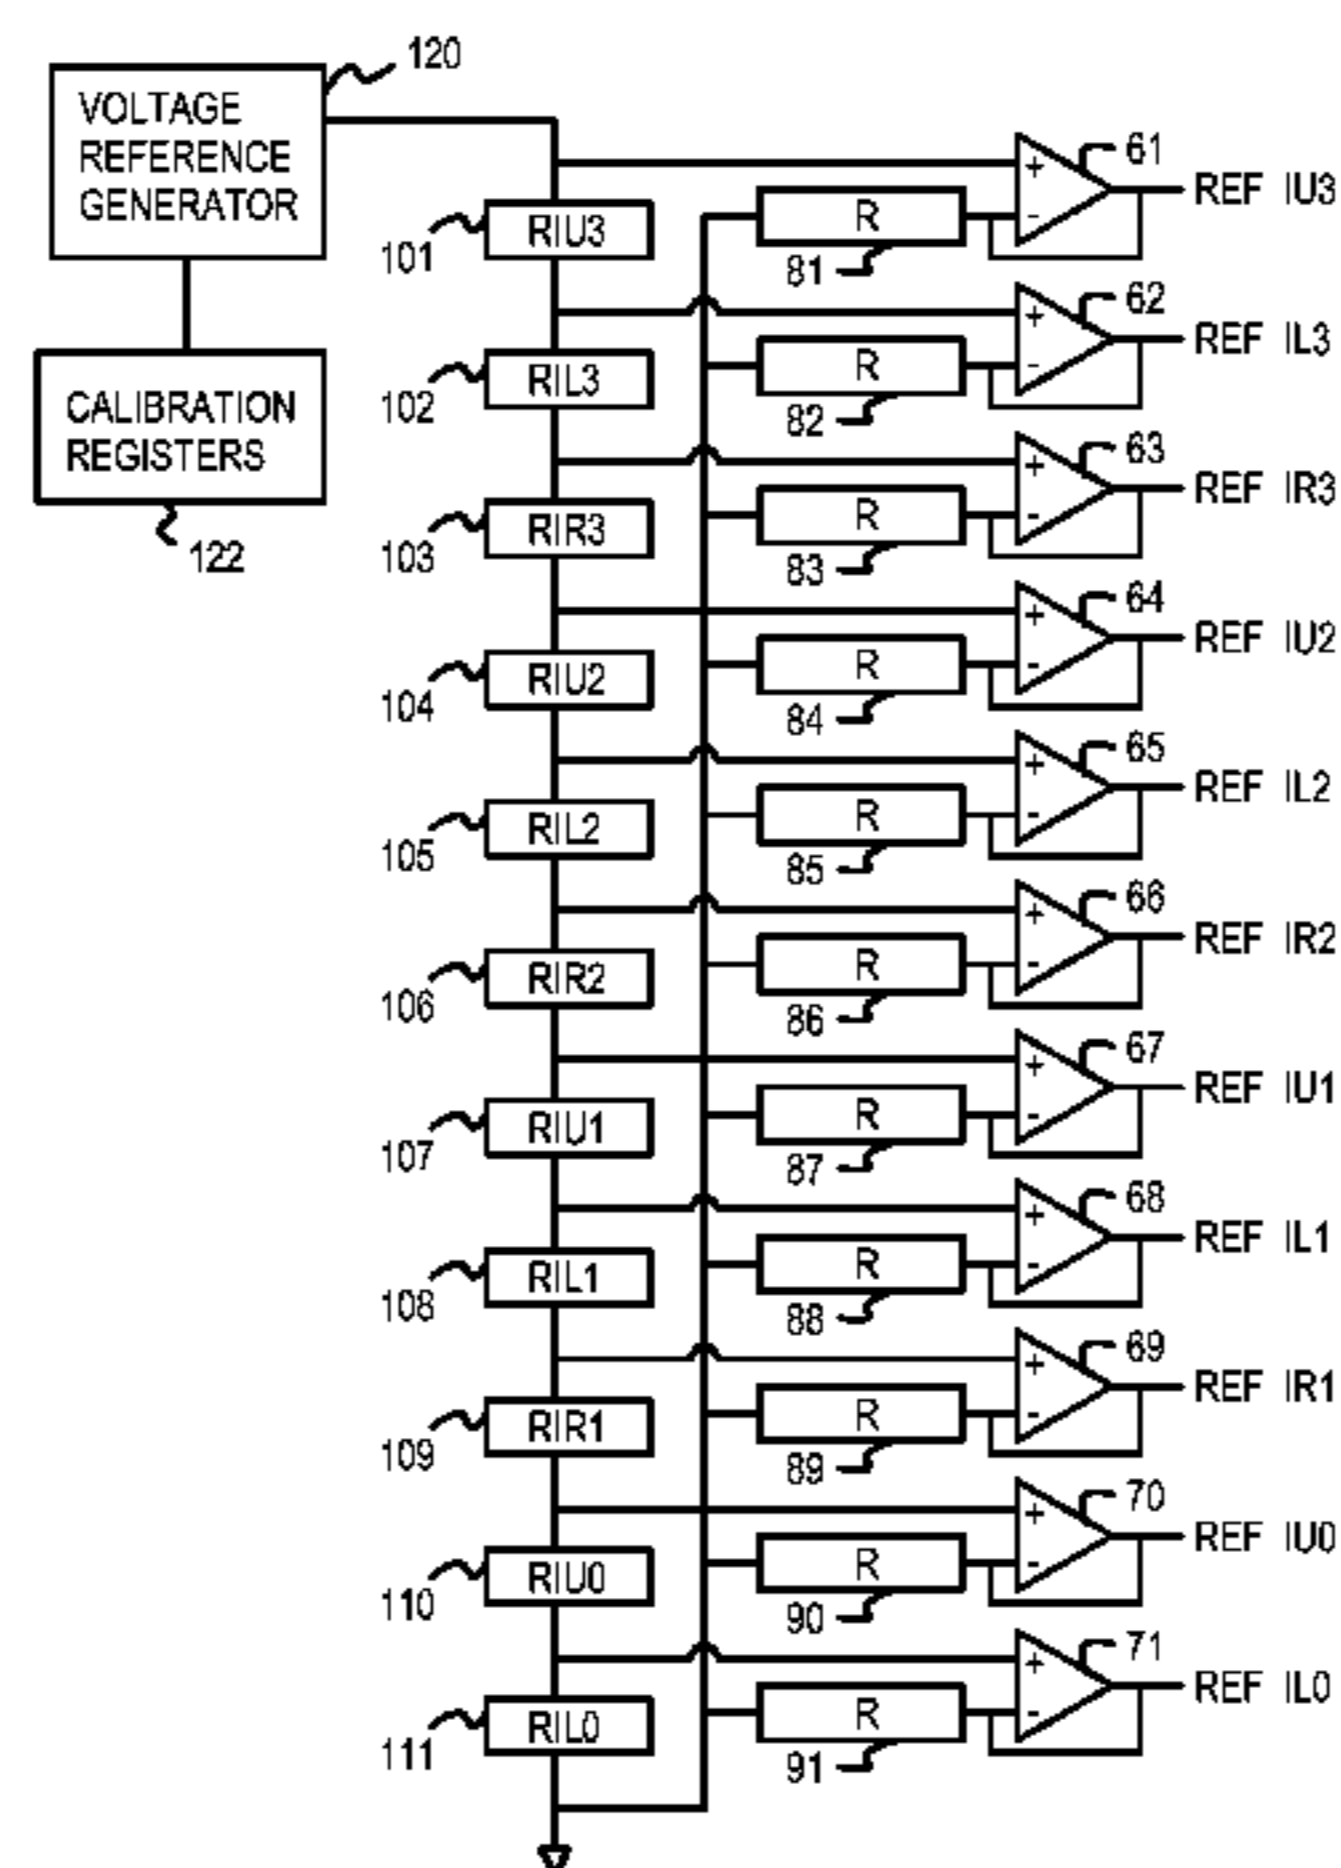 120
VOLTAGE
REFERENCE
GENERATOR
CALIBRATION
REGISTERS
122
101
RIU3
R
81
+
-
61
REF IU3
102
RIL3
R
82
+
-
62
REF IL3
103
RIR3
R
83
+
-
63
REF IR3
104
RIU2
R
84
+
-
64
REF IU2
105
RIL2
R
85
+
-
65
REF IL2
106
RIR2
R
86
+
-
66
REF IR2
107
RIU1
R
87
+
-
67
REF IU1
108
RIL1
R
88
+
-
68
REF IL1
109
RIR1
R
89
+
-
69
REF IR1
110
RIU0
R
90
+
-
70
REF IU0
111
RIL0
R
91
+
-
71
REF IL0